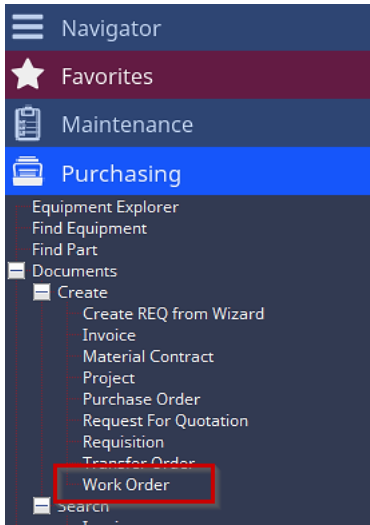 Navigator
Favorites
Maintenance
Purchasing
Equipment Explorer
Find Equipment
Find Part
Documents
Create
Create REQ from Wizard
Invoice
Material Contract
Project
Purchase Order
Request For Quotation
Requisition
Transfer Order
Work Order
Search